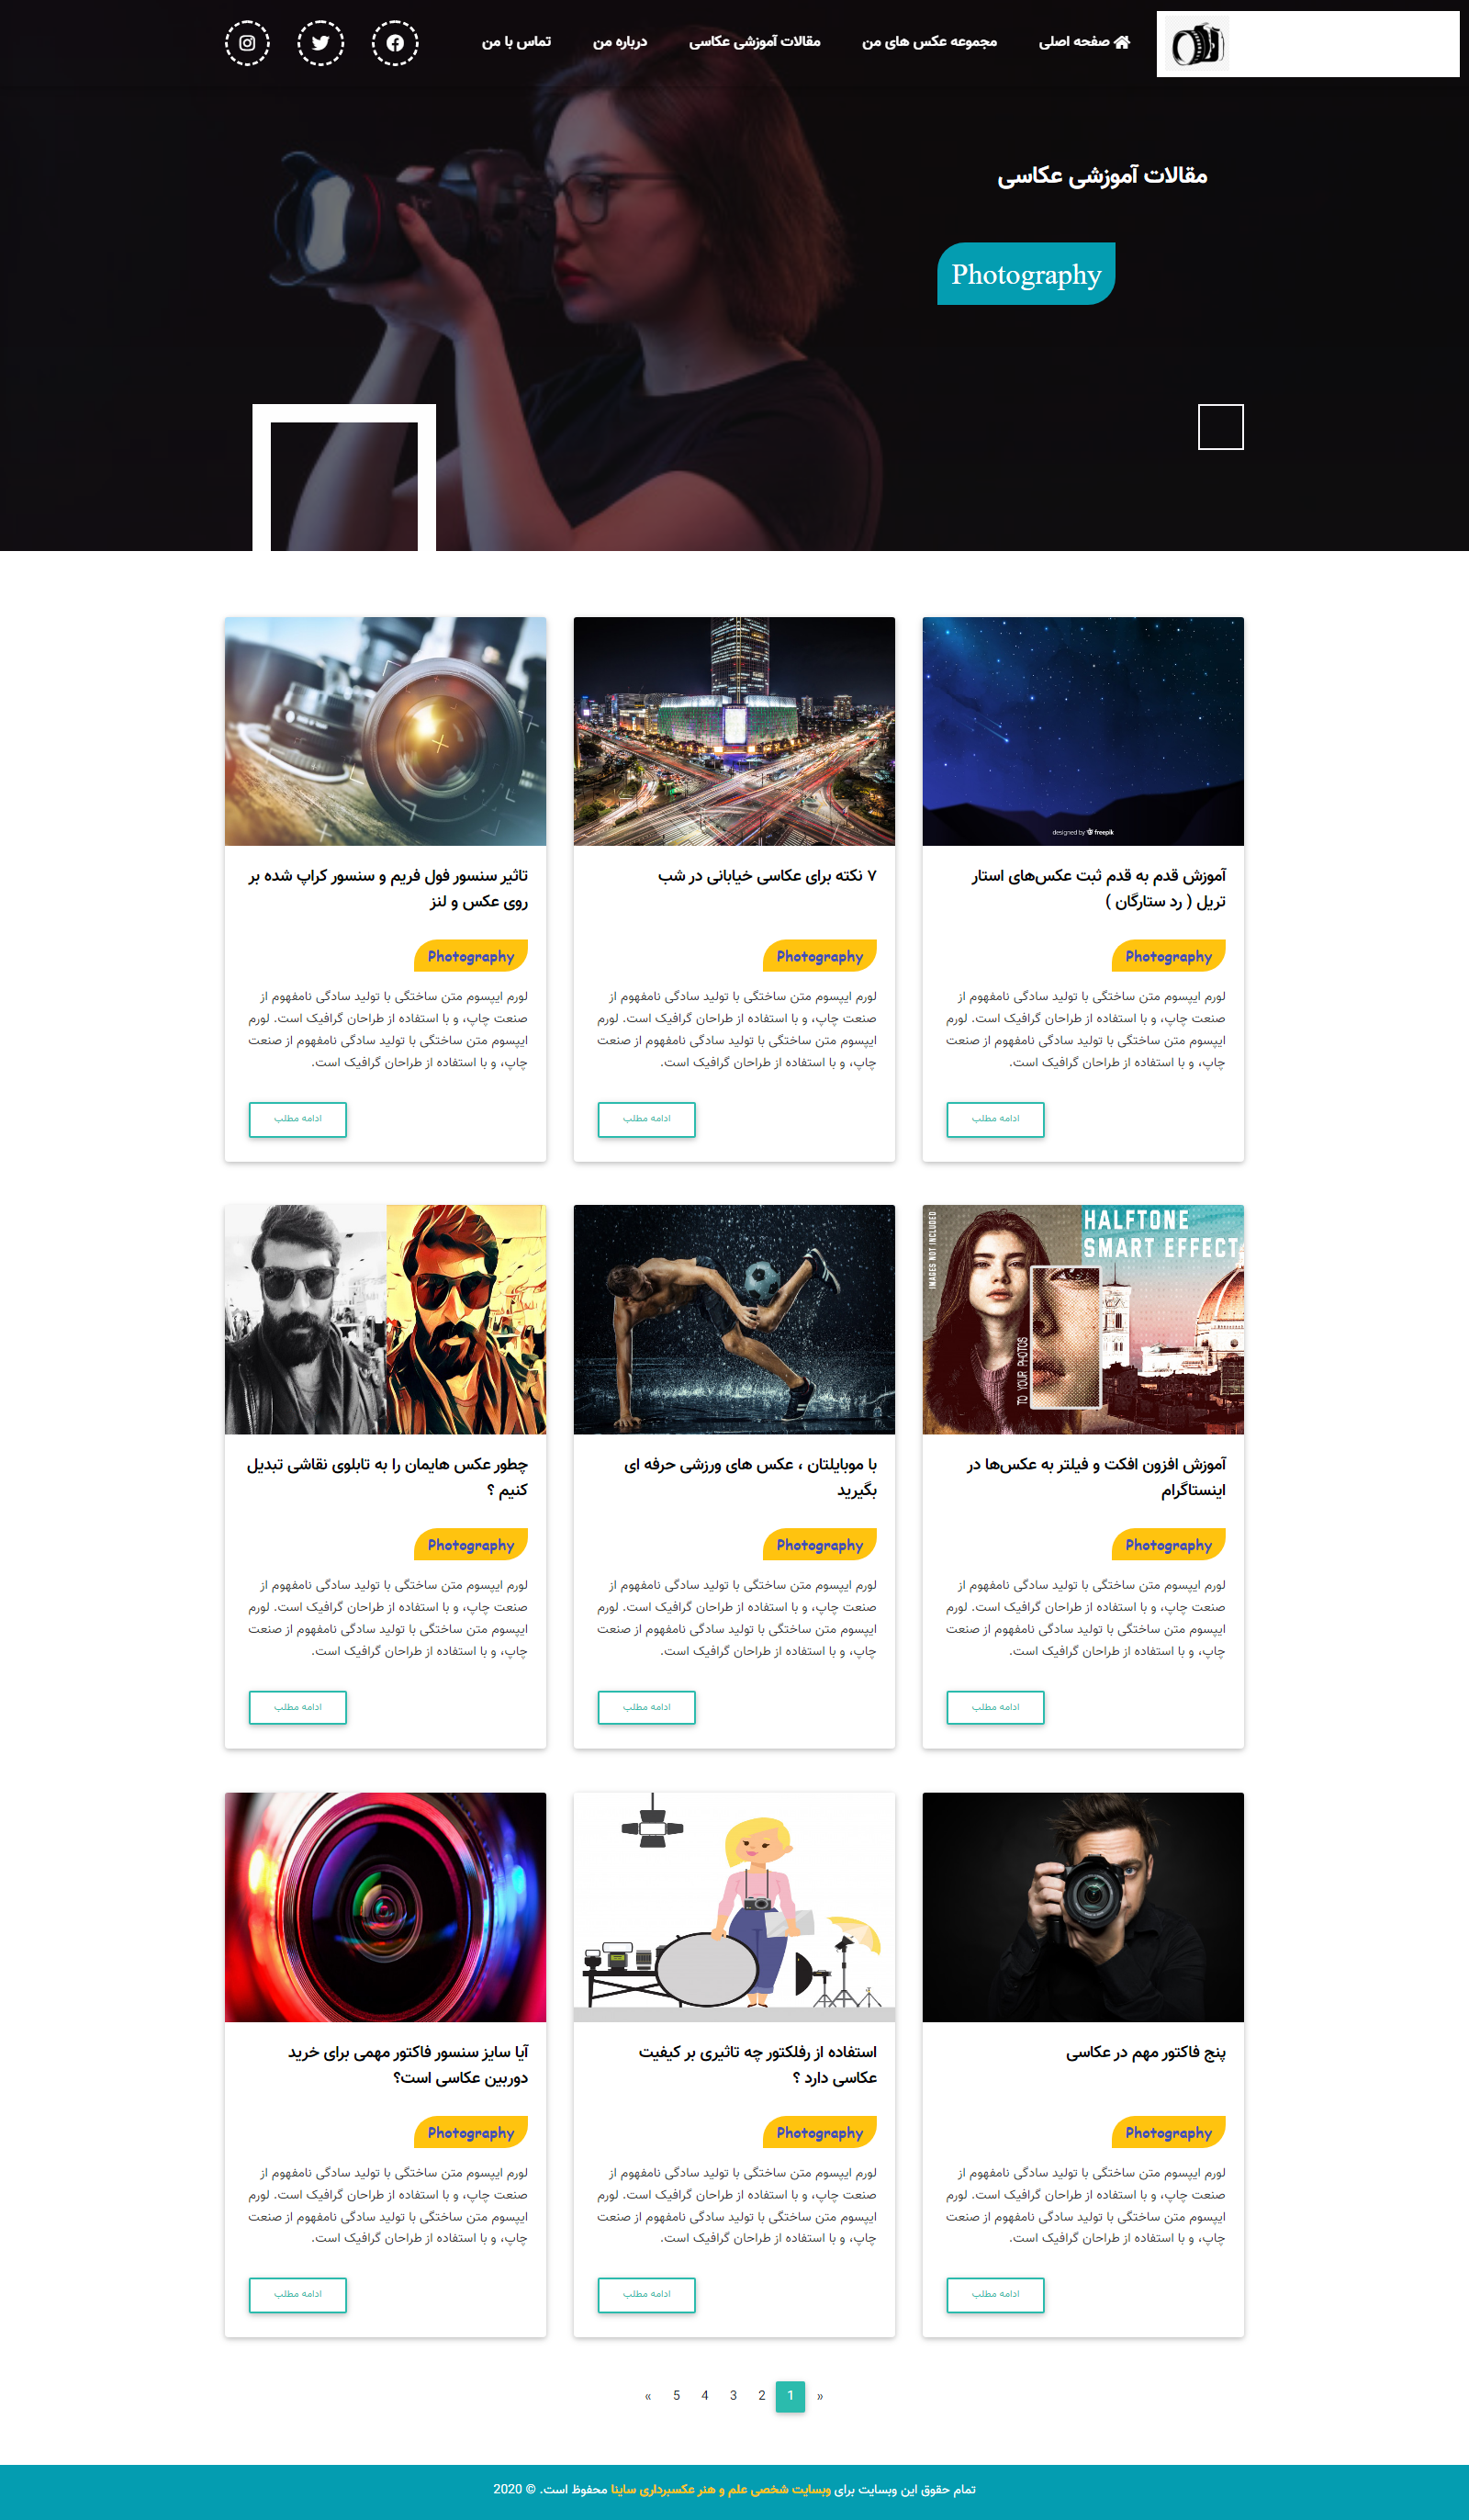 صفحه اصلی
مجموعه عکس های من
مقالات آموزشی عکاسی
درباره من
تماس با من
مقالات آموزشی عکاسی
Photography
designed by freepik
آموزش قدم به قدم ثبت عکس‌های استار
تریل ( رد ستارگان )
Photography
لورم ایپسوم متن ساختگی با تولید سادگی نامفهوم از
صنعت چاپ، و با استفاده از طراحان گرافیک است. لورم
ایپسوم متن ساختگی با تولید سادگی نامفهوم از صنعت
چاپ، و با استفاده از طراحان گرافیک است.
ادامه مطلب
۷ نکته برای عکاسی خیابانی در شب
Photography
لورم ایپسوم متن ساختگی با تولید سادگی نامفهوم از
صنعت چاپ، و با استفاده از طراحان گرافیک است. لورم
ایپسوم متن ساختگی با تولید سادگی نامفهوم از صنعت
چاپ، و با استفاده از طراحان گرافیک است.
ادامه مطلب
تاثیر سنسور فول فریم و سنسور کراپ شده بر
روی عکس و لنز
Photography
لورم ایپسوم متن ساختگی با تولید سادگی نامفهوم از
صنعت چاپ، و با استفاده از طراحان گرافیک است. لورم
ایپسوم متن ساختگی با تولید سادگی نامفهوم از صنعت
چاپ، و با استفاده از طراحان گرافیک است.
ادامه مطلب
HALFTONE
SMART EFFECT
IMAGES NOT INCLUDED
TO YOUR PHOTOS
آموزش افزون افکت و فیلتر به عکس‌ها در
اینستاگرام
Photography
لورم ایپسوم متن ساختگی با تولید سادگی نامفهوم از
صنعت چاپ، و با استفاده از طراحان گرافیک است. لورم
ایپسوم متن ساختگی با تولید سادگی نامفهوم از صنعت
چاپ، و با استفاده از طراحان گرافیک است.
ادامه مطلب
با موبایلتان ، عکس های ورزشی حرفه ای
بگیرید
Photography
لورم ایپسوم متن ساختگی با تولید سادگی نامفهوم از
صنعت چاپ، و با استفاده از طراحان گرافیک است. لورم
ایپسوم متن ساختگی با تولید سادگی نامفهوم از صنعت
چاپ، و با استفاده از طراحان گرافیک است.
ادامه مطلب
چطور عکس هایمان را به تابلوی نقاشی تبدیل
کنیم ؟
Photography
لورم ایپسوم متن ساختگی با تولید سادگی نامفهوم از
صنعت چاپ، و با استفاده از طراحان گرافیک است. لورم
ایپسوم متن ساختگی با تولید سادگی نامفهوم از صنعت
چاپ، و با استفاده از طراحان گرافیک است.
ادامه مطلب
پنج فاکتور مهم در عکاسی
Photography
لورم ایپسوم متن ساختگی با تولید سادگی نامفهوم از
صنعت چاپ، و با استفاده از طراحان گرافیک است. لورم
ایپسوم متن ساختگی با تولید سادگی نامفهوم از صنعت
چاپ، و با استفاده از طراحان گرافیک است.
ادامه مطلب
استفاده از رفلکتور چه تاثیری بر کیفیت
عکاسی دارد ؟
Photography
لورم ایپسوم متن ساختگی با تولید سادگی نامفهوم از
صنعت چاپ، و با استفاده از طراحان گرافیک است. لورم
ایپسوم متن ساختگی با تولید سادگی نامفهوم از صنعت
چاپ، و با استفاده از طراحان گرافیک است.
ادامه مطلب
آیا سایز سنسور فاکتور مهمی برای خرید
دوربین عکاسی است؟
Photography
لورم ایپسوم متن ساختگی با تولید سادگی نامفهوم از
صنعت چاپ، و با استفاده از طراحان گرافیک است. لورم
ایپسوم متن ساختگی با تولید سادگی نامفهوم از صنعت
چاپ، و با استفاده از طراحان گرافیک است.
ادامه مطلب
« 1 2 3 4 5 »
تمام حقوق این وبسایت برای وبسایت شخصی علم و هنر عکسبرداری ساینا محفوظ است. © 2020